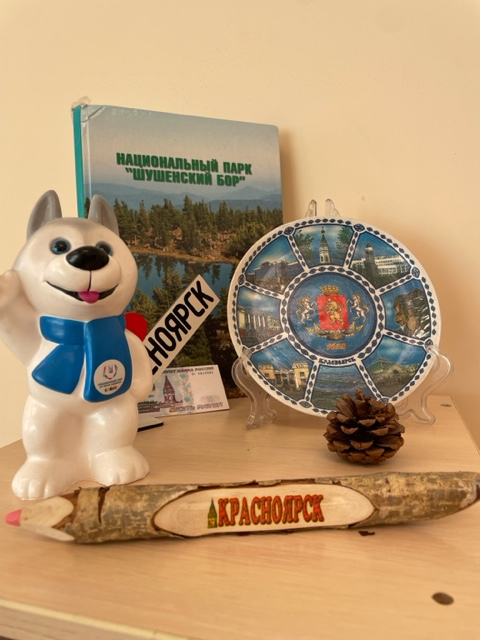 НАЦИОНАЛЬНЫЙ ПАРК
"ШУШЕНСКИЙ БОР"
НОЯРСК
КРАСНОЯРСК
КРАСНОЯРСК